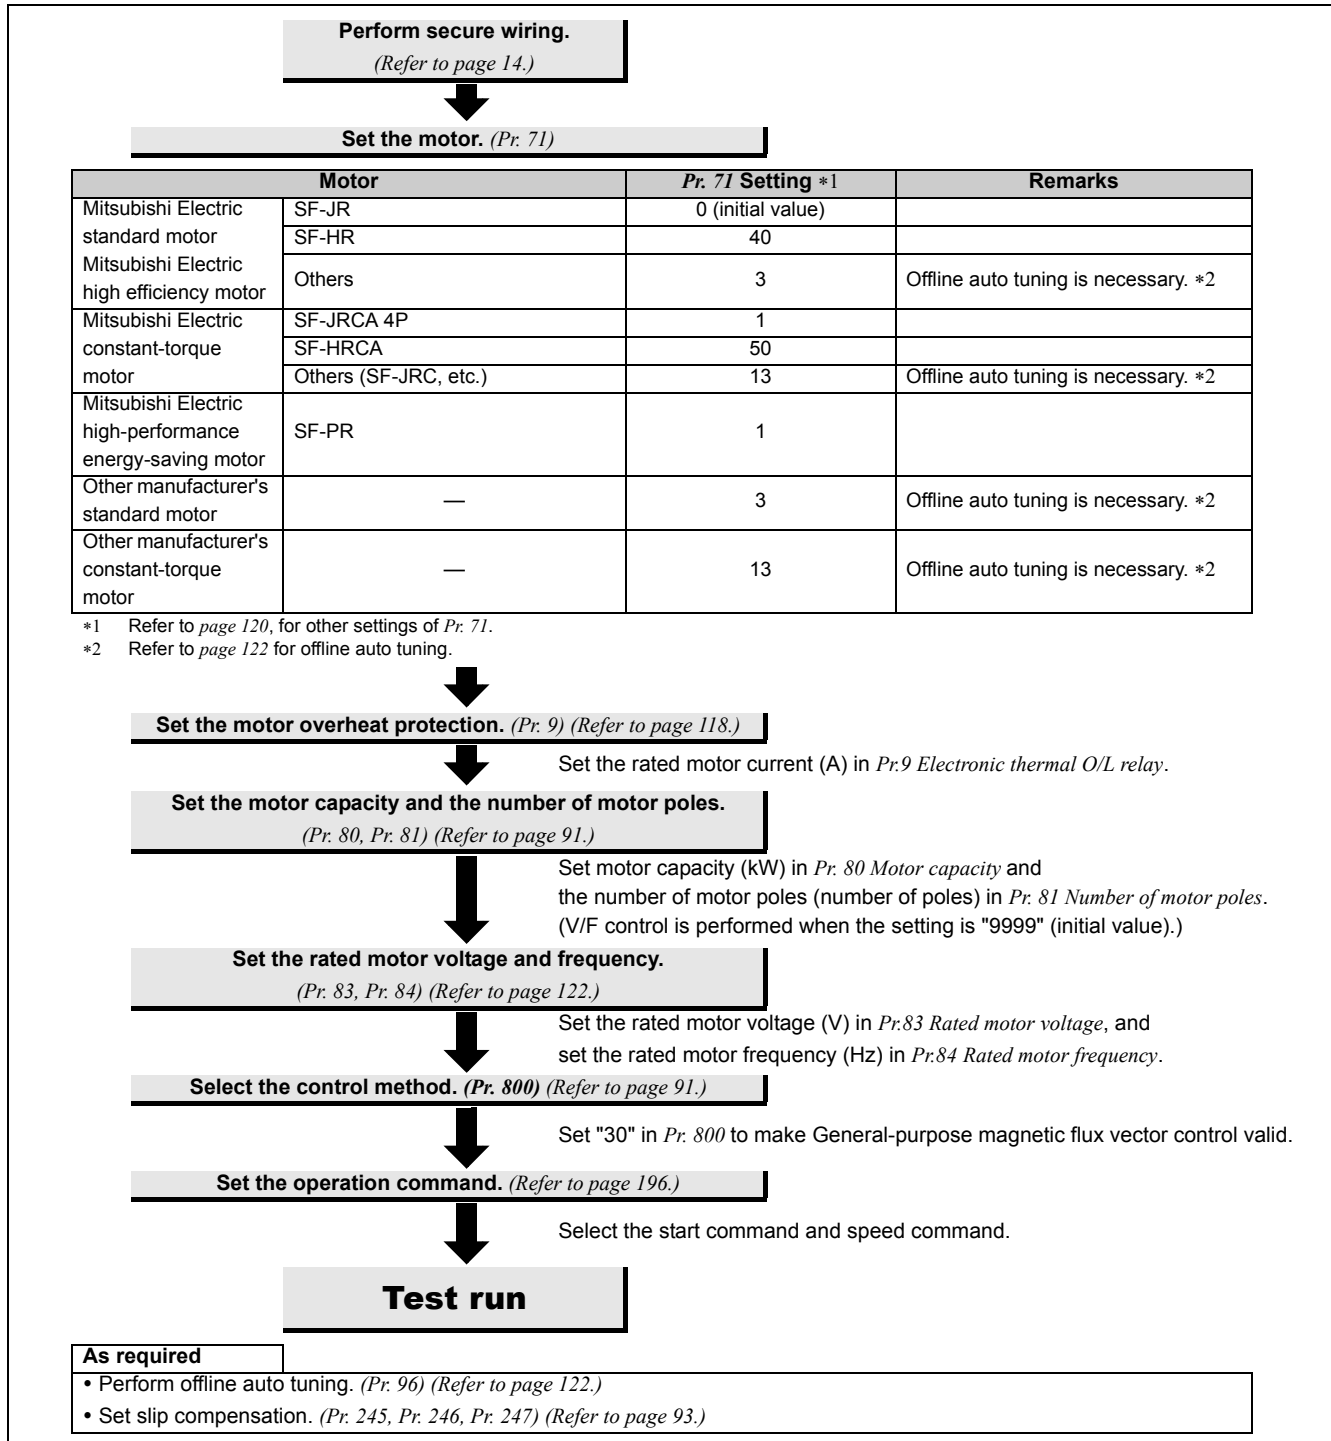 Perform secure wiring.
(Refer to page 14.)
Set the motor. (Pr. 71)
Motor Pr. 71 Setting *1 Remarks
Mitsubishi Electric standard motor
Mitsubishi Electric high efficiency motor
SF-JR 0 (initial value)
SF-HR 40
Others 3 Offline auto tuning is necessary. *2
Mitsubishi Electric constant-torque motor
SF-JRCA 4P 1
SF-HRCA 50
Others (SF-JRC, etc.) 13 Offline auto tuning is necessary. *2
Mitsubishi Electric
high-performance SF-PR 1
energy-saving motor
Other manufacturer's
standard motor — 3 Offline auto tuning is necessary. *2
Other manufacturer's
constant-torque — 13 Offline auto tuning is necessary. *2
motor
*1 Refer to page 120, for other settings of Pr. 71.
*2 Refer to page 122 for offline auto tuning.
Set the motor overheat protection. (Pr. 9) (Refer to page 118.)
Set the rated motor current (A) in Pr.9 Electronic thermal O/L relay.
Set the motor capacity and the number of motor poles.
(Pr. 80, Pr. 81) (Refer to page 91.)
Set motor capacity (kW) in Pr. 80 Motor capacity and
the number of motor poles (number of poles) in Pr. 81 Number of motor poles.
(V/F control is performed when the setting is "9999" (initial value).)
Set the rated motor voltage and frequency.
(Pr. 83, Pr. 84) (Refer to page 122.)
Set the rated motor voltage (V) in Pr.83 Rated motor voltage, and
set the rated motor frequency (Hz) in Pr.84 Rated motor frequency.
Select the control method. (Pr. 800) (Refer to page 91.)
Set "30" in Pr. 800 to make General-purpose magnetic flux vector control valid.
Set the operation command. (Refer to page 196.)
Select the start command and speed command.
Test run
As required
• Perform offline auto tuning. (Pr. 96) (Refer to page 122.)
• Set slip compensation. (Pr. 245, Pr. 246, Pr. 247) (Refer to page 93.)